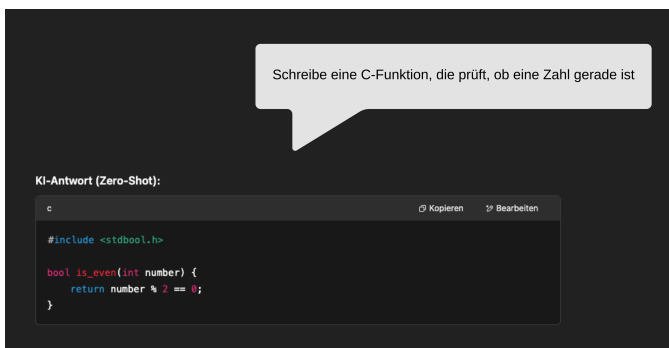 Schreibe eine C-Funktion, die prüft, ob eine Zahl gerade ist
KI-Antwort (Zero-Shot):
c Kopieren Bearbeiten
#include <stdbool.h>
bool is_even(int number) {
    return number % 2 == 0;
}